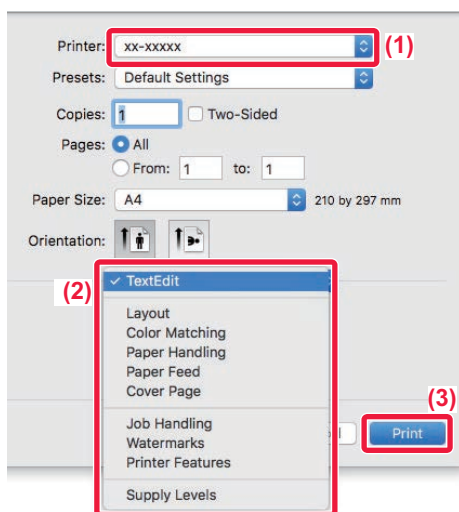 Printer: xx-xxxxx (1)
Presets: Default Settings
Copies: 1 Two-Sided
Pages: All
From: 1 to: 1
Paper Size: A4 210 by 297 mm
Orientation:
(2) ✓ TextEdit
Layout
Color Matching
Paper Handling
Paper Feed
Cover Page
(3)
Job Handling
Watermarks
Printer Features
Print
Supply Levels